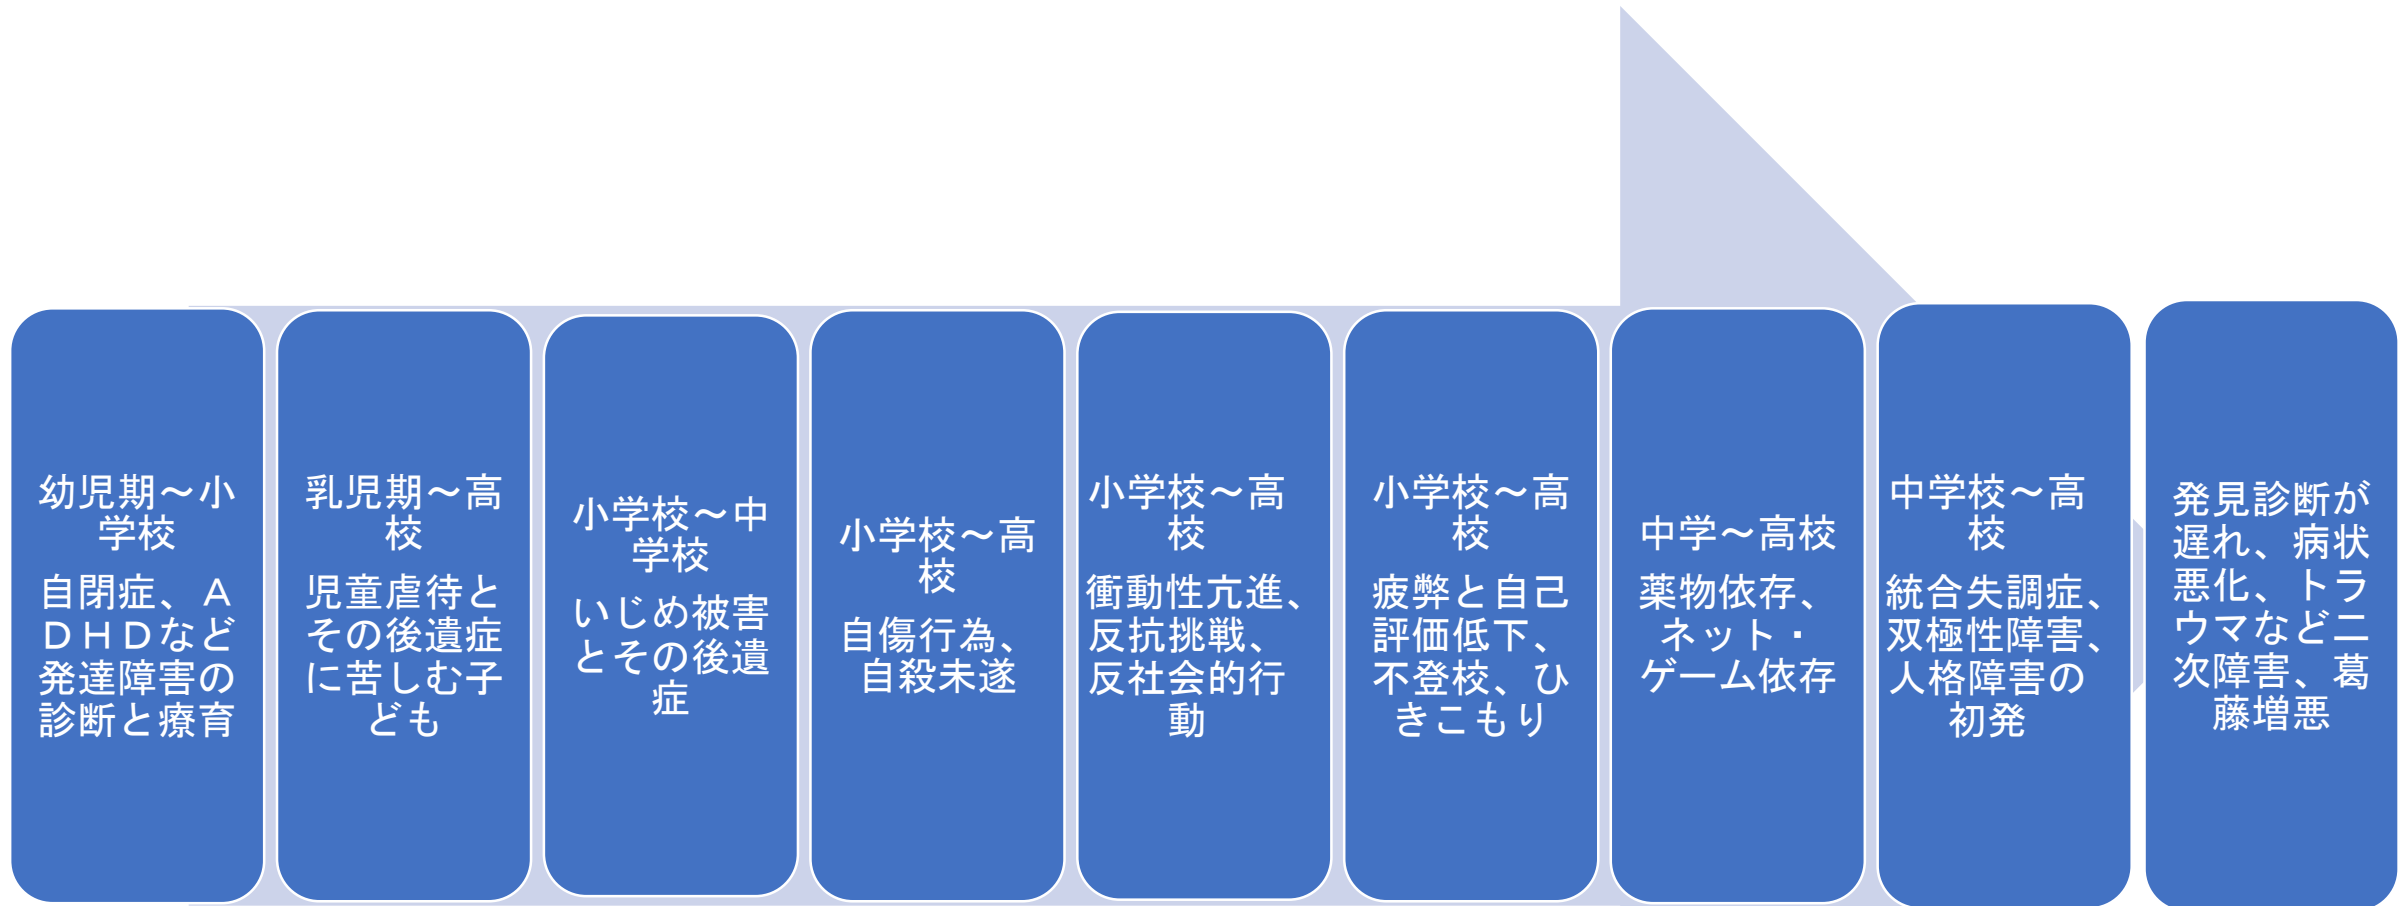 幼児期～小
学校
自閉症、Ａ
ＤＨＤなど
発達障害の
診断と療育
乳児期～高
校
児童虐待と
その後遺症
に苦しむ子
ども
小学校～中
学校
いじめ被害
とその後遺
症
小学校～高
校
自傷行為、
自殺未遂
小学校～高
校
衝動性亢進、
反抗挑戦、
反社会的行
動
小学校～高
校
疲弊と自己
評価低下、
不登校、ひ
きこもり
中学～高校
薬物依存、
ネット・
ゲーム依存
中学校～高
校
統合失調症、
双極性障害、
人格障害の
初発
発見診断が
遅れ、病状
悪化、トラ
ウマなど二
次障害、葛
藤増悪